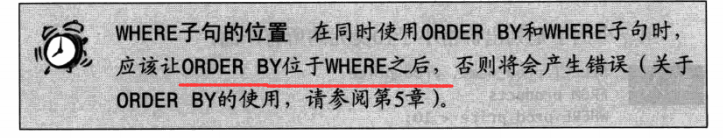 WHERE子句的位置 在同时使用ORDER BY和WHERE子句时,
应该让ORDER BY位于WHERE之后,否则将会产生错误(关于
ORDER BY的使用,请参阅第5章)。